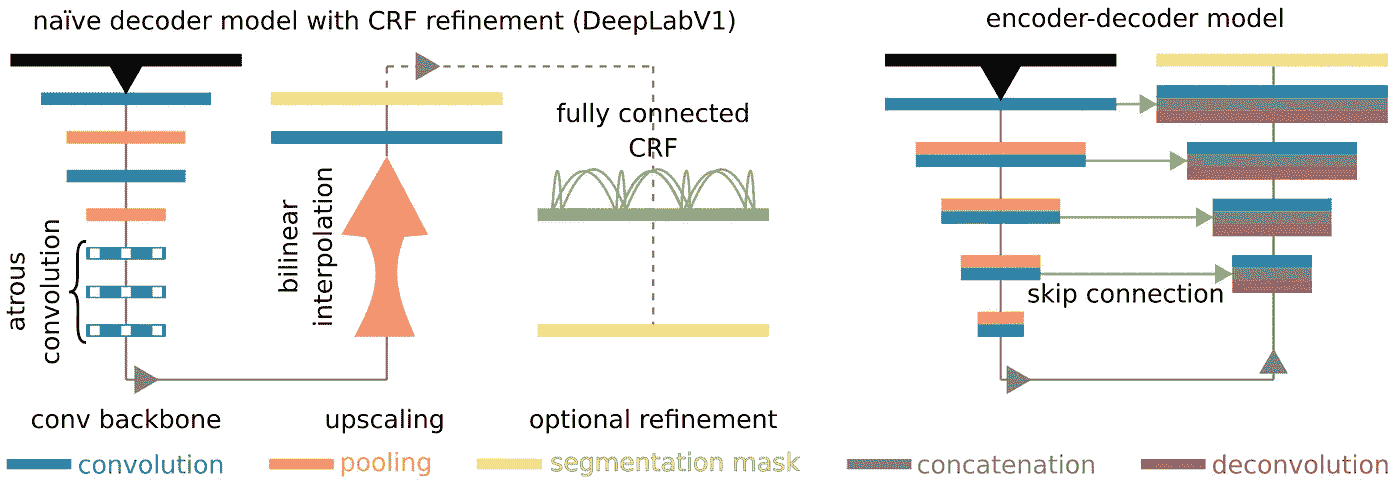 naïve decoder model with CRF refinement (DeepLabV1)
encoder-decoder model
fully connected
CRF
atrous
convolution
bilinear
interpolation
skip connection
conv backbone
upscaling
optional refinement
convolution
pooling
segmentation mask
concatenation
deconvolution